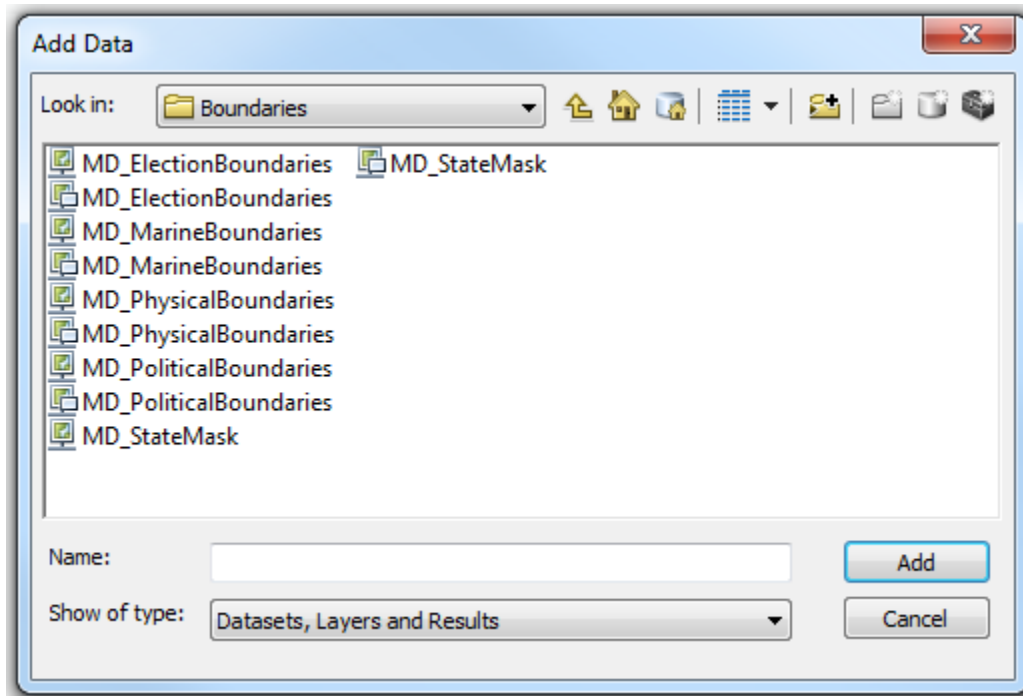 Add Data
Look in: Boundaries
MD_ElectionBoundaries MD_StateMask
MD_ElectionBoundaries
MD_MarineBoundaries
MD_MarineBoundaries
MD_PhysicalBoundaries
MD_PhysicalBoundaries
MD_PoliticalBoundaries
MD_PoliticalBoundaries
MD_StateMask
Name: Add
Show of type: Datasets, Layers and Results Cancel